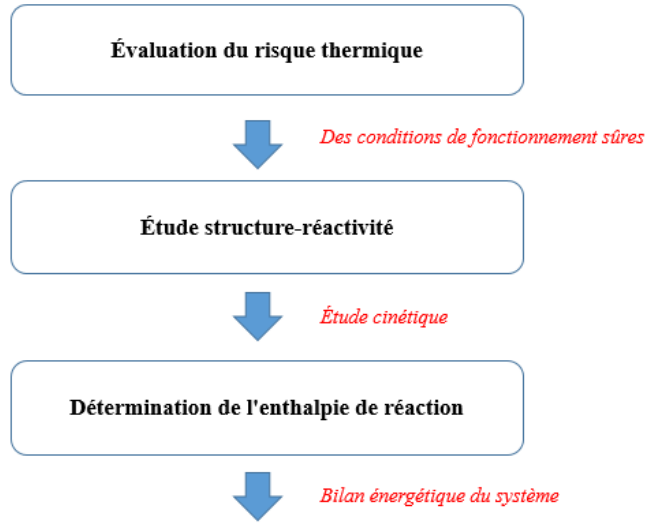 Évaluation du risque thermique
Des conditions de fonctionnement sûres
Étude structure-réactivité
Étude cinétique
Détermination de l'enthalpie de réaction
Bilan énergétique du système